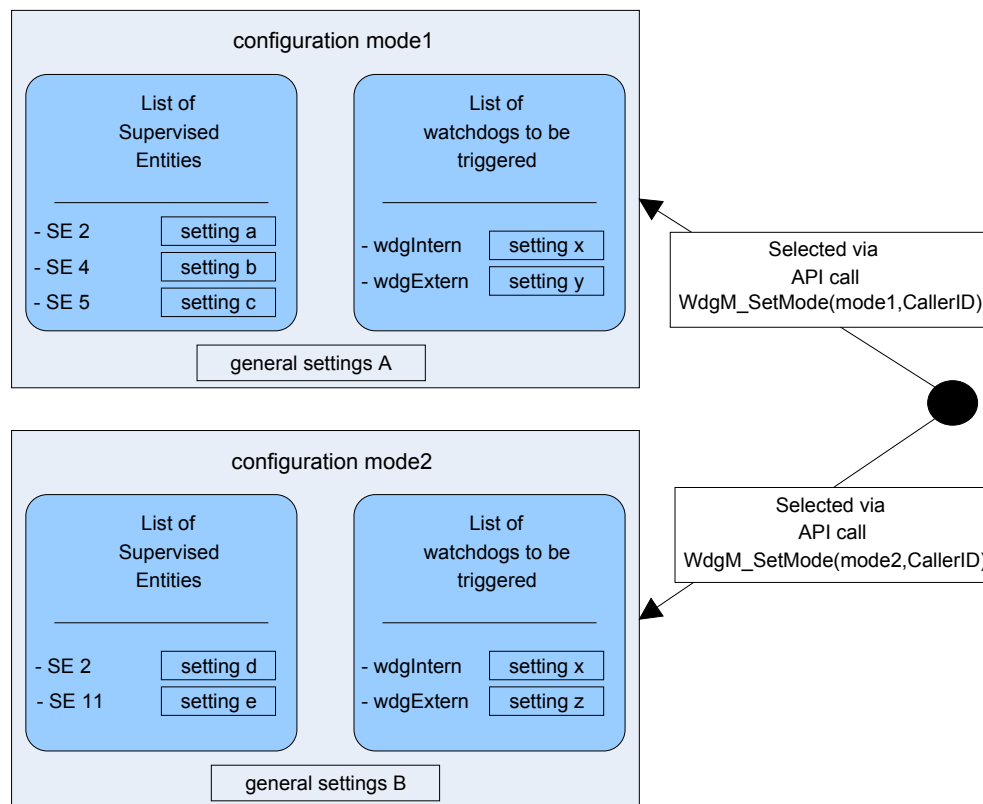 configuration mode1
List of
Supervised
Entities
- SE 2 setting a
- SE 4 setting b
- SE 5 setting c
List of
watchdogs to be
triggered
- wdgIntern setting x
- wdgExtern setting y
general settings A
Selected via
API call
WdgM_SetMode(mode1,CallerID)
configuration mode2
List of
Supervised
Entities
- SE 2 setting d
- SE 11 setting e
List of
watchdogs to be
triggered
- wdgIntern setting x
- wdgExtern setting z
general settings B
Selected via
API call
WdgM_SetMode(mode2,CallerID)